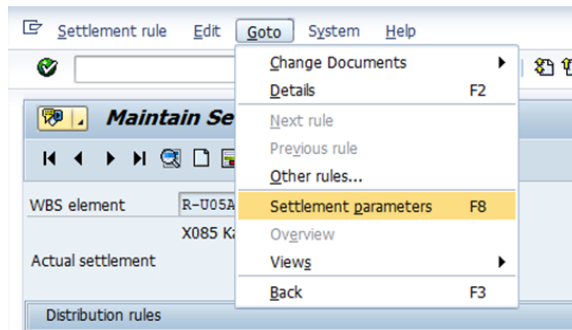 Settlement rule Edit Goto System Help
Change Documents
Details F2
Maintain Se
Next rule
Previous rule
Other rules...
WBS element R-U05A
Settlement parameters F8
X085 Ka
Overview
Actual settlement
Views
Back F3
Distribution rules